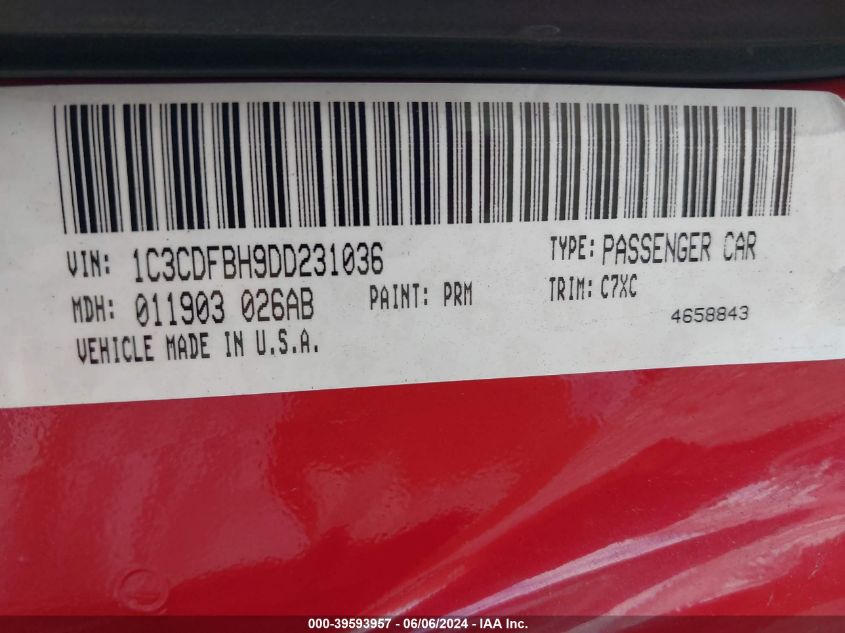 VIN: 1C3CDFBH9DD231036 TYPE: PASSENGER CAR
MDH: 011903 026AB PAINT: PRM TRIM: C7XC
4658843
VEHICLE MADE IN U.S.A.
000-39593957 - 06/06/2024 - IAA Inc.